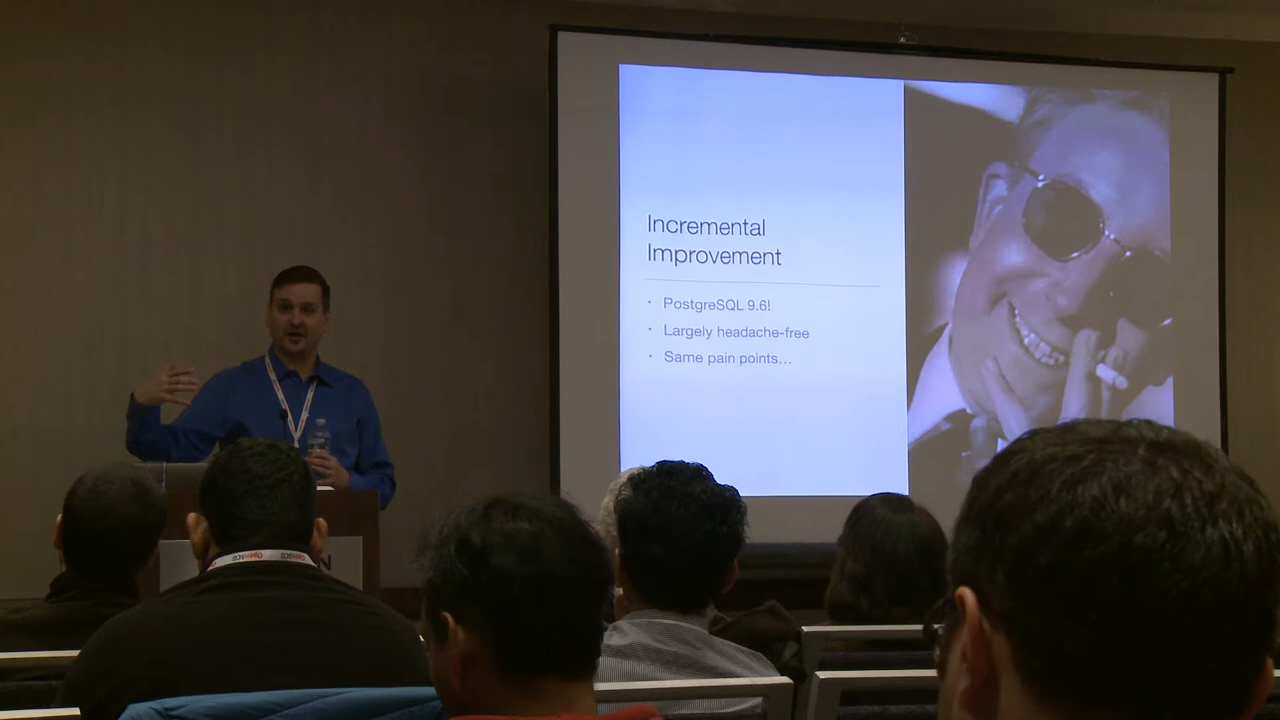 Incremental
Improvement
PostgreSQL 9.6!
Largely headache-free
Same pain points…
N